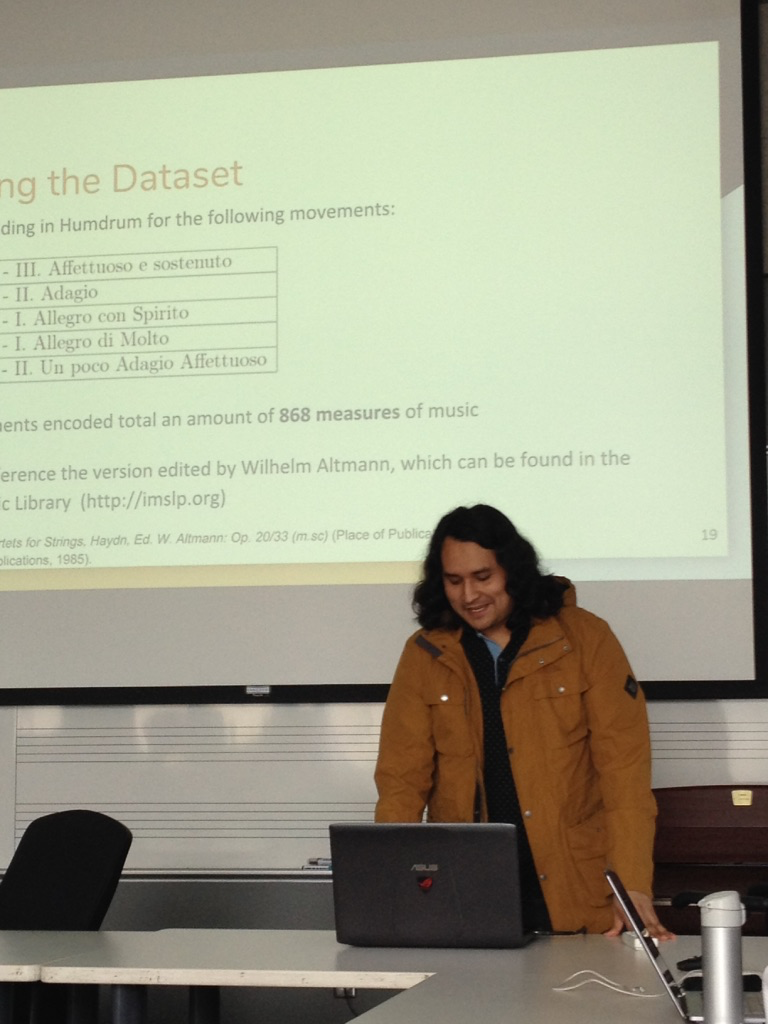 ng the Dataset
ding in Humdrum for the following movements:
- III. Affettuoso e sostenuto
- II. Adagio
- I. Allegro con Spirito
- I. Allegro di Molto
- II. Un poco Adagio Affettuoso
ents encoded total an amount of 868 measures of music
erence the version edited by Wilhelm Altmann, which can be found in the
c Library (http://imslp.org)
rtets for Strings, Haydn, Ed. W. Altmann: Op. 20/33 (m.sc) (Place of Publica
lications, 1985).
19
ASUS